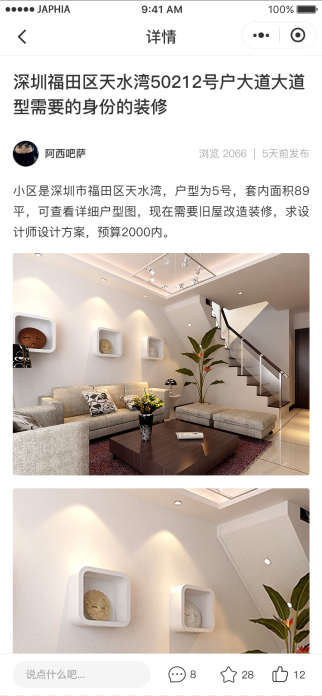 JAPHIA 9:41 AM 100%
详情
深圳福田区天水湾50212号户大道大道
型需要的身份的装修
阿西吧萨 浏览 2066 | 5天前发布
小区是深圳市福田区天水湾，户型为5号，套内面积89
平，可查看详细户型图，现在需要旧屋改造装修，求设
计师设计方案，预算2000内。
说点什么吧... 8 28 12